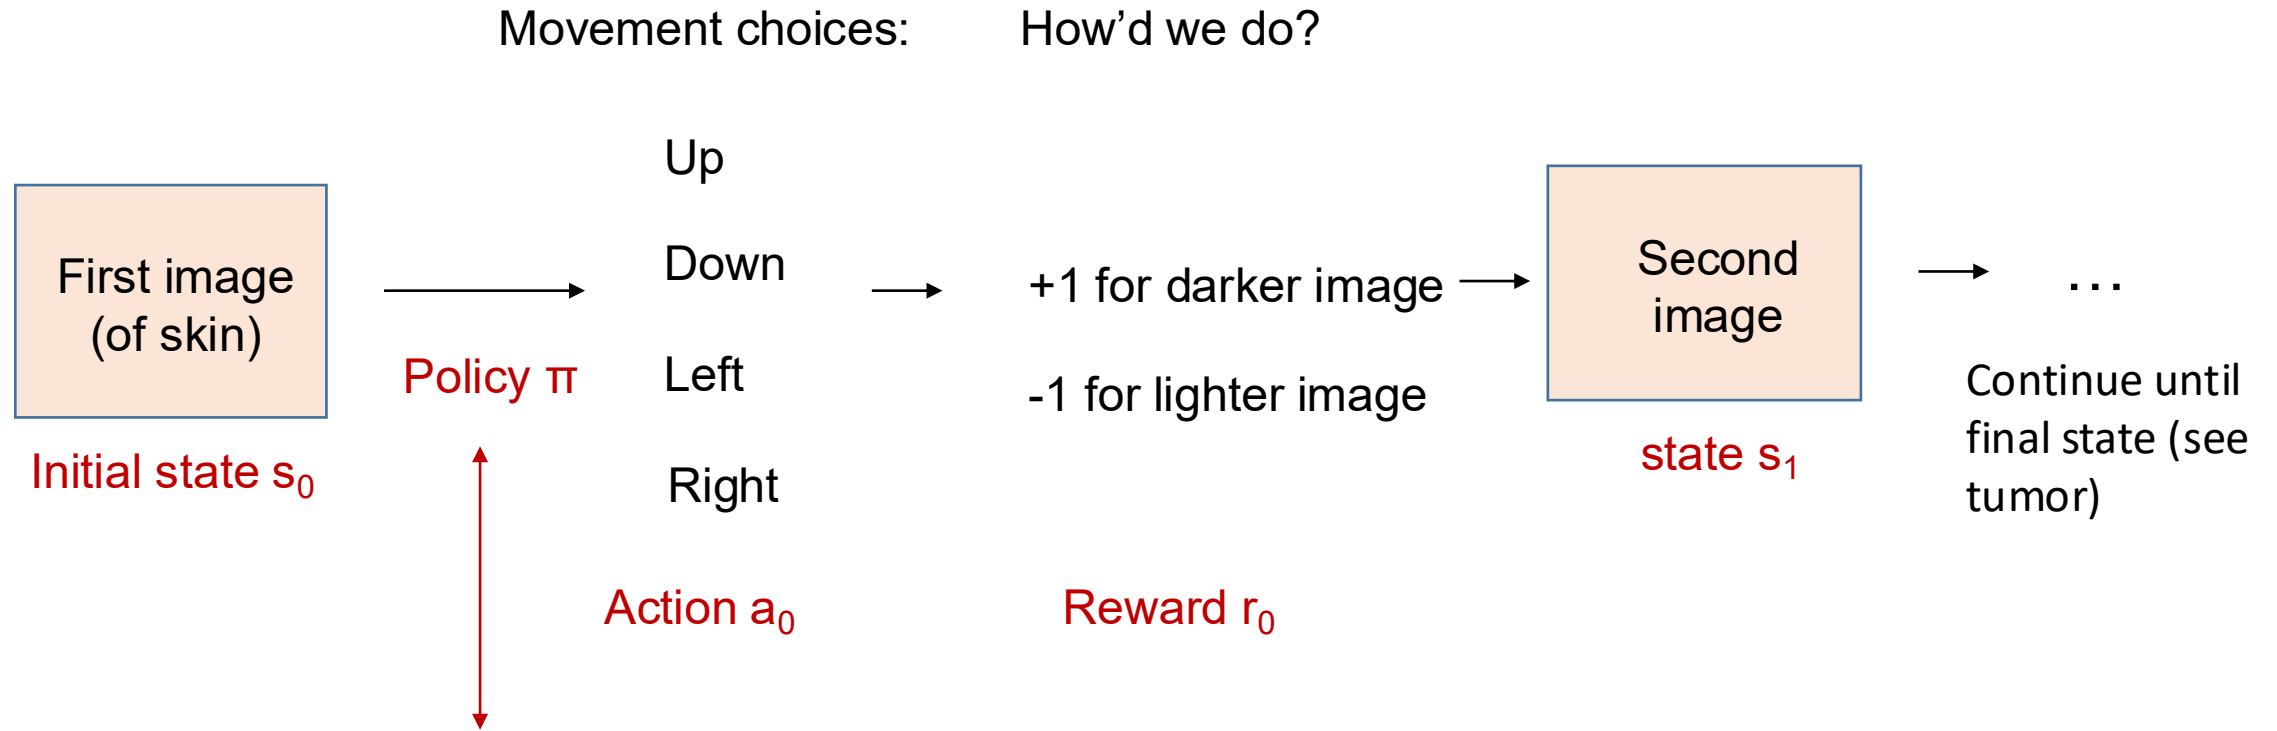 Movement choices:
How’d we do?
First image
(of skin)
Initial state s0
Policy π
Up
Down
Left
Right
Action a0
+1 for darker image
-1 for lighter image
Reward r0
Second
image
state s1
...
Continue until
final state (see
tumor)